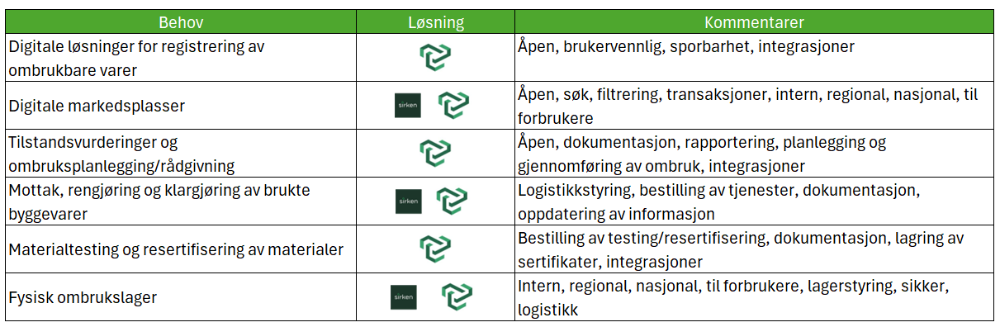 Behov
Løsning
Kommentarer
Digitale løsninger for registrering av
ombrukbare varer
Åpen, brukervennlig, sporbarhet, integrasjoner
Digitale markedsplasser
sirken
Åpen, søk, filtrering, transaksjoner, intern, regional, nasjonal, til
forbrukere
Tilstandsvurderinger og
ombruksplanlegging/rådgivning
Åpen, dokumentasjon, rapportering, planlegging og
gjennomføring av ombruk, integrasjoner
Mottak, rengjøring og klargjøring av brukte
byggevarer
sirken
Logistikkstyring, bestilling av tjenester, dokumentasjon,
oppdatering av informasjon
Materialtesting og resertifisering av materialer
Bestilling av testing/resertifisering, dokumentasjon, lagring av
sertifikater, integrasjoner
Fysisk ombrukslager
sirken
Intern, regional, nasjonal, til forbrukere, lagerstyring, sikker,
logistikk